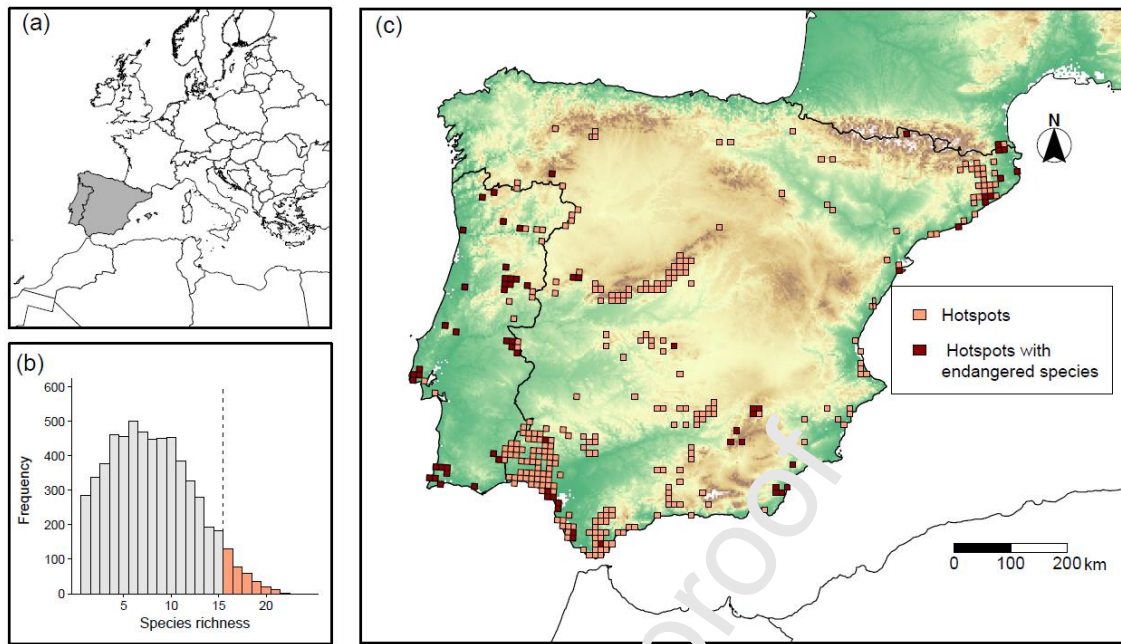 (a)
(b)
600
500
400
300
200
100
0
Frequency
5
10
15
20
Species richness
(c)
N
Hotspots
Hotspots with
endangered species
0
100
200
km
proof